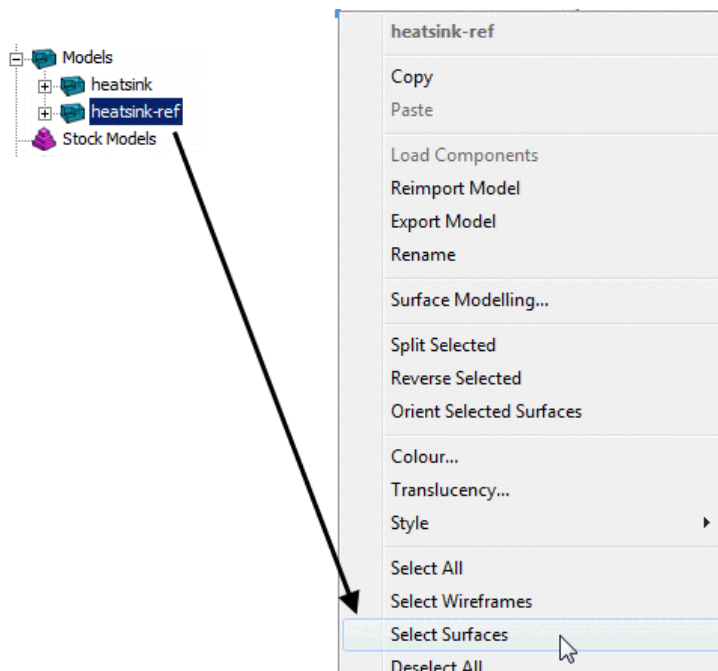 Models
heatsink
heatsink-ref
Stock Models
heatsink-ref
Copy
Paste
Load Components
Reimport Model
Export Model
Rename
Surface Modelling...
Split Selected
Reverse Selected
Orient Selected Surfaces
Colour...
Translucency...
Style
Select All
Select Wireframes
Select Surfaces
Deselect All